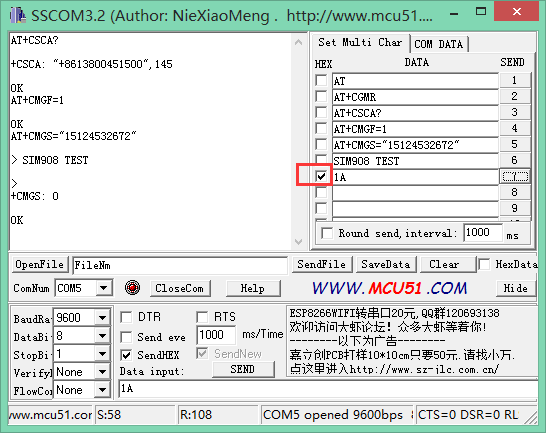 SSCOM3.2 (Author: NieXiaoMeng .  http://www.mcu51....
AT+CSCA?
+CSCA: "+8613800451500",145
OK
AT+CMGF=1
OK
AT+CMGS="15124532672"
> SIM908 TEST
>
+CMGS: 0
OK
Set Multi Char
COM DATA
HEX DATA SEND
AT 1
AT+CGMR 2
AT+CSCA? 3
AT+CMGF=1 4
AT+CMGS="15124532672" 5
SIM908 TEST 6
1A 7
8
9
Round send,interval: 1000 ms
OpenFile FileNm SendFile SaveData Clear HexData
ComNum COM5 CloseCom Help WWW.MCU51.COM Hide
BaudRa 9600 DTR RTS
DataBi 8 Send eve 1000 ms/Time
StopBi 1 SendHEX SendNew
Verify None Data input: SEND
FlowCo None 1A
ESP8266WIFI转串口20元,QQ群120693138
欢迎访问大虾论坛！众多大虾等着你!
--------以下为广告--------
嘉立创PCB打样10*10cm只要50元.请找小万.
点这里进入http://www.sz-jlc.com.cn/
www.mcu51.con S:58 R:108 COM5 opened 9600bps 8 CTS=0 DSR=0 RL